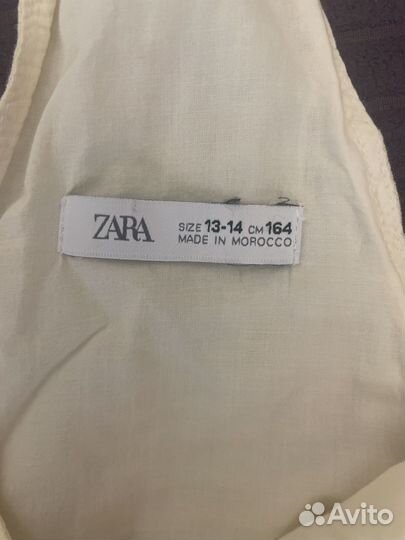 ZARA
SIZE 13-14 CM 164
MADE IN MOROCCO
Avito